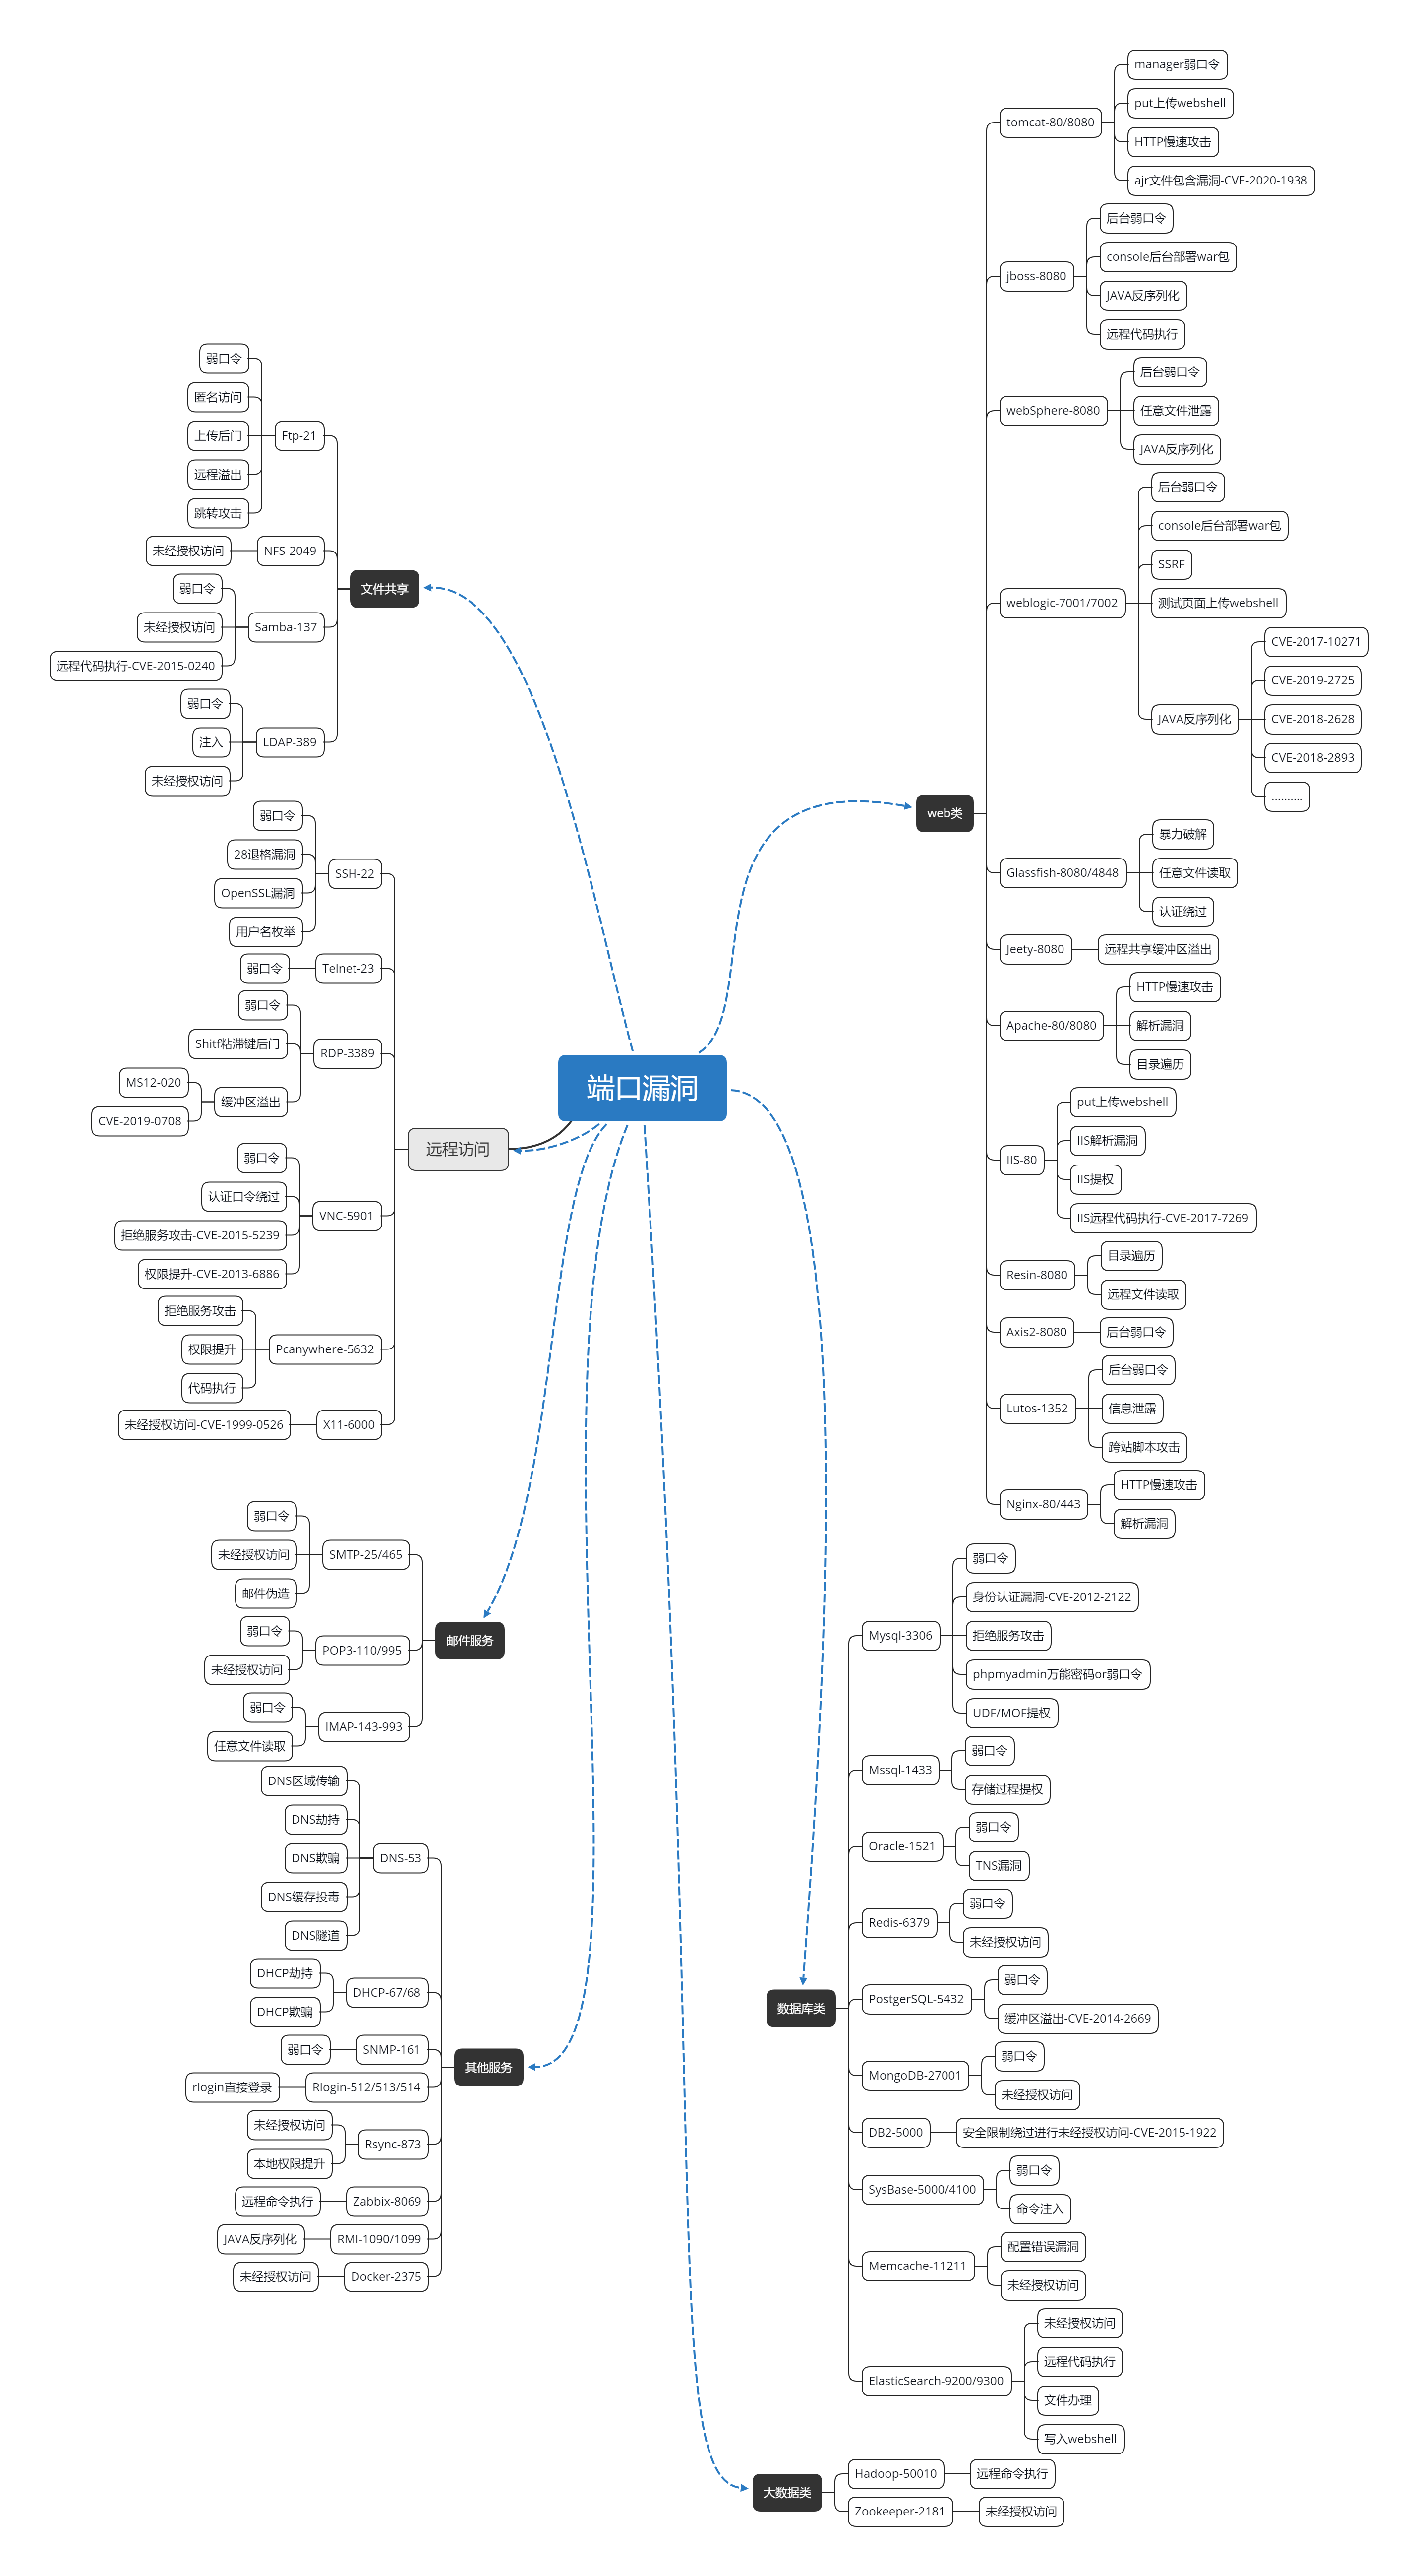 端口漏洞
web类
tomcat-80/8080
manager弱口令
put上传webshell
HTTP慢速攻击
ajr文件包含漏洞-CVE-2020-1938
jboss-8080
后台弱口令
console后台部署war包
JAVA反序列化
远程代码执行
webSphere-8080
后台弱口令
任意文件泄露
JAVA反序列化
weblogic-7001/7002
后台弱口令
console后台部署war包
SSRF
测试页面上传webshell
JAVA反序列化
CVE-2017-10271
CVE-2019-2725
CVE-2018-2628
CVE-2018-2893
..........
Glassfish-8080/4848
暴力破解
任意文件读取
认证绕过
Jeety-8080
远程共享缓冲区溢出
Apache-80/8080
HTTP慢速攻击
解析漏洞
目录遍历
IIS-80
put上传webshell
IIS解析漏洞
IIS提权
IIS远程代码执行-CVE-2017-7269
Resin-8080
目录遍历
远程文件读取
Axis2-8080
后台弱口令
Lutos-1352
后台弱口令
信息泄露
跨站脚本攻击
Nginx-80/443
HTTP慢速攻击
解析漏洞
数据库类
Mysql-3306
弱口令
身份认证漏洞-CVE-2012-2122
拒绝服务攻击
phpmyadmin万能密码or弱口令
UDF/MOF提权
Mssql-1433
弱口令
存储过程提权
Oracle-1521
弱口令
TNS漏洞
Redis-6379
弱口令
未经授权访问
PostgerSQL-5432
弱口令
缓冲区溢出-CVE-2014-2669
MongoDB-27001
弱口令
未经授权访问
DB2-5000
安全限制绕过进行未经授权访问-CVE-2015-1922
SysBase-5000/4100
弱口令
命令注入
Memcache-11211
配置错误漏洞
未经授权访问
ElasticSearch-9200/9300
未经授权访问
远程代码执行
文件办理
写入webshell
大数据类
Hadoop-50010
远程命令执行
Zookeeper-2181
未经授权访问
文件共享
Ftp-21
弱口令
匿名访问
上传后门
远程溢出
跳转攻击
NFS-2049
未经授权访问
Samba-137
弱口令
未经授权访问
远程代码执行-CVE-2015-0240
LDAP-389
弱口令
注入
未经授权访问
远程访问
SSH-22
弱口令
28退格漏洞
OpenSSL漏洞
用户名枚举
Telnet-23
弱口令
RDP-3389
弱口令
Shitf粘滞键后门
缓冲区溢出
MS12-020
CVE-2019-0708
VNC-5901
弱口令
认证口令绕过
拒绝服务攻击-CVE-2015-5239
权限提升-CVE-2013-6886
Pcanywhere-5632
拒绝服务攻击
权限提升
代码执行
X11-6000
未经授权访问-CVE-1999-0526
邮件服务
SMTP-25/465
弱口令
未经授权访问
邮件伪造
POP3-110/995
弱口令
未经授权访问
IMAP-143-993
弱口令
任意文件读取
其他服务
DNS-53
DNS区域传输
DNS劫持
DNS欺骗
DNS缓存投毒
DNS隧道
DHCP-67/68
DHCP劫持
DHCP欺骗
SNMP-161
弱口令
Rlogin-512/513/514
rlogin直接登录
Rsync-873
未经授权访问
本地权限提升
Zabbix-8069
远程命令执行
RMI-1090/1099
JAVA反序列化
Docker-2375
未经授权访问